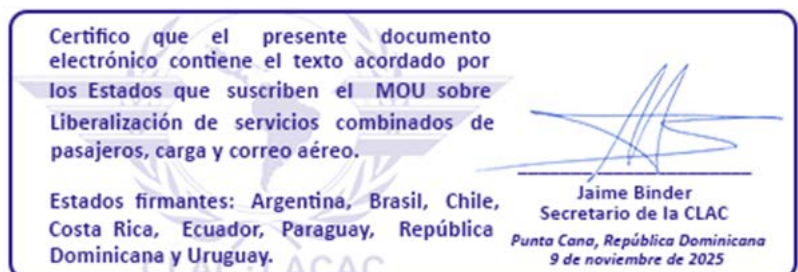 Certifico que el presente documento
electrónico contiene el texto acordado por
los Estados que suscriben el MOU sobre
Liberalización de servicios combinados de
pasajeros, carga y correo aéreo.
Estados firmantes: Argentina, Brasil, Chile,
Costa Rica, Ecuador, Paraguay, República
Dominicana y Uruguay.
Jaime Binder
Secretario de la CLAC
Punta Cana, República Dominicana
9 de noviembre de 2025
CLAC - LACAC